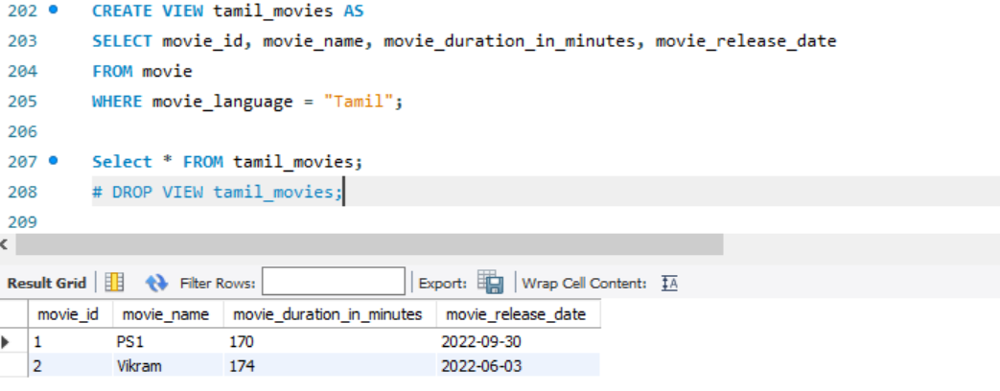 202 CREATE VIEW tamil_movies AS
203 SELECT movie_id, movie_name, movie_duration_in_minutes, movie_release_date
204 FROM movie
205 WHERE movie_language = "Tamil";
206
207 Select * FROM tamil_movies;
208 # DROP VIEW tamil_movies;
209
Result Grid Filter Rows: Export: Wrap Cell Content: IA
movie_id movie_name movie_duration_in_minutes movie_release_date
1 PS1 170 2022-09-30
2 Vikram 174 2022-06-03